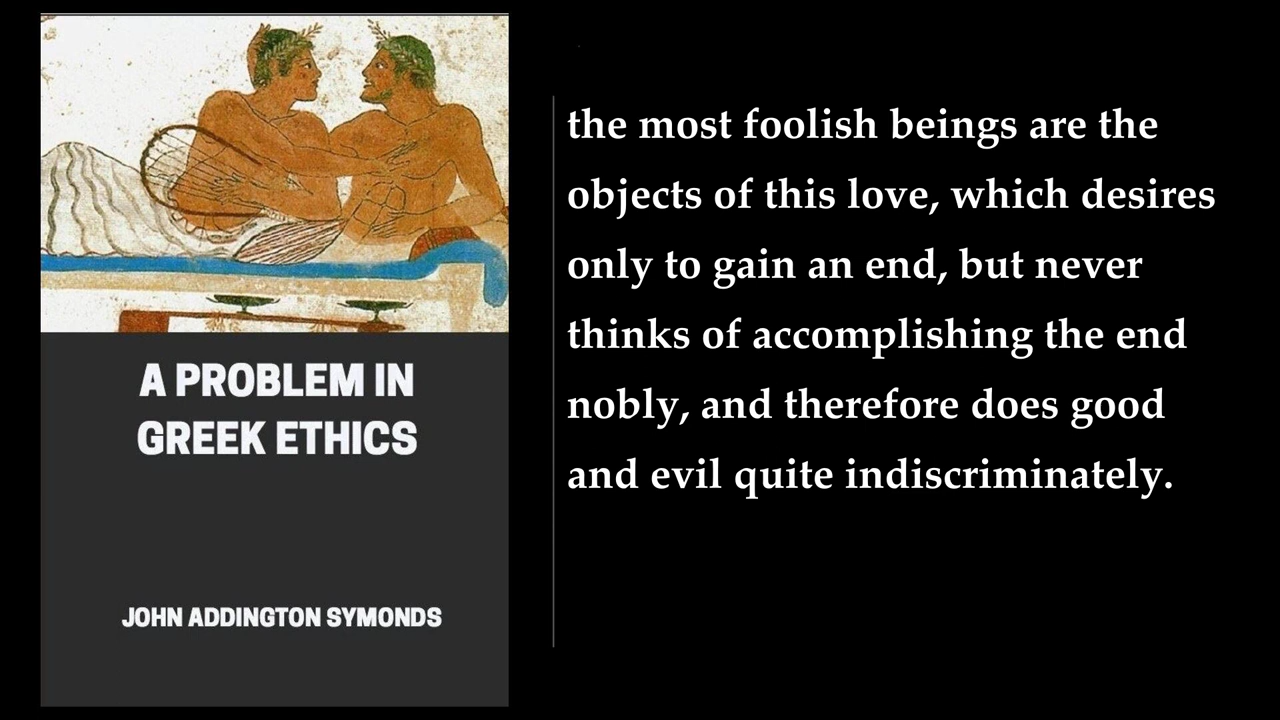 A PROBLEM IN
GREEK ETHICS
JOHN ADDINGTON SYMONDS
the most foolish beings are the
objects of this love, which desires
only to gain an end, but never
thinks of accomplishing the end
nobly, and therefore does good
and evil quite indiscriminately.